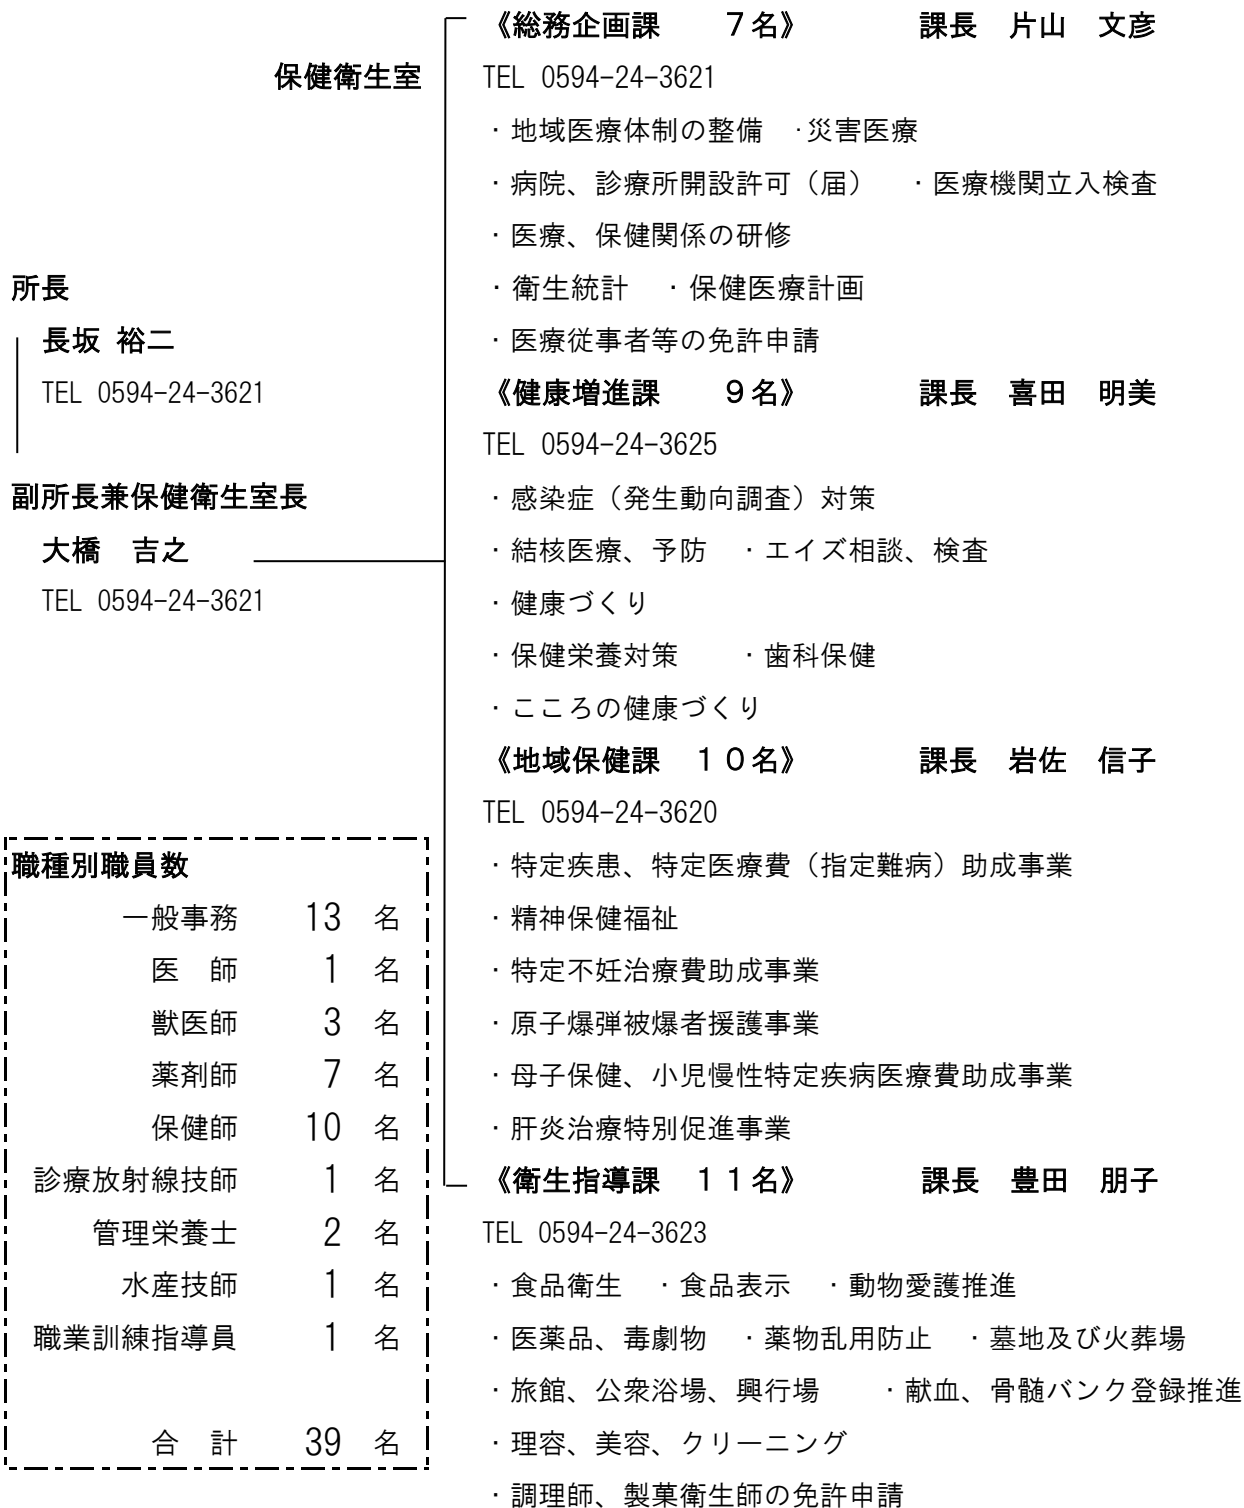 所長
長坂 裕二
TEL 0594-24-3621
副所長兼保健衛生室長
大橋　吉之
TEL 0594-24-3621
保健衛生室
《総務企画課　　７名》　　　　課長　片山　文彦
TEL 0594-24-3621
・地域医療体制の整備　・災害医療
・病院、診療所開設許可（届）　・医療機関立入検査
・医療、保健関係の研修
・衛生統計　・保健医療計画
・医療従事者等の免許申請
《健康増進課　　９名》　　　　課長　喜田　明美
TEL 0594-24-3625
・感染症（発生動向調査）対策
・結核医療、予防　・エイズ相談、検査
・健康づくり
・保健栄養対策　　・歯科保健
・こころの健康づくり
《地域保健課　１０名》　　　　課長　岩佐　信子
TEL 0594-24-3620
・特定疾患、特定医療費（指定難病）助成事業
・精神保健福祉
・特定不妊治療費助成事業
・原子爆弾被爆者援護事業
・母子保健、小児慢性特定疾病医療費助成事業
・肝炎治療特別促進事業
《衛生指導課　１１名》　　　　課長　豊田　朋子
TEL 0594-24-3623
・食品衛生　・食品表示　・動物愛護推進
・医薬品、毒劇物　・薬物乱用防止　・墓地及び火葬場
・旅館、公衆浴場、興行場　　・献血、骨髄バンク登録推進
・理容、美容、クリーニング
・調理師、製菓衛生師の免許申請
職種別職員数
一般事務　13　名
医　師　1　名
獣医師　3　名
薬剤師　7　名
保健師　10　名
診療放射線技師　1　名
管理栄養士　2　名
水産技師　1　名
職業訓練指導員　1　名
合　計　39　名